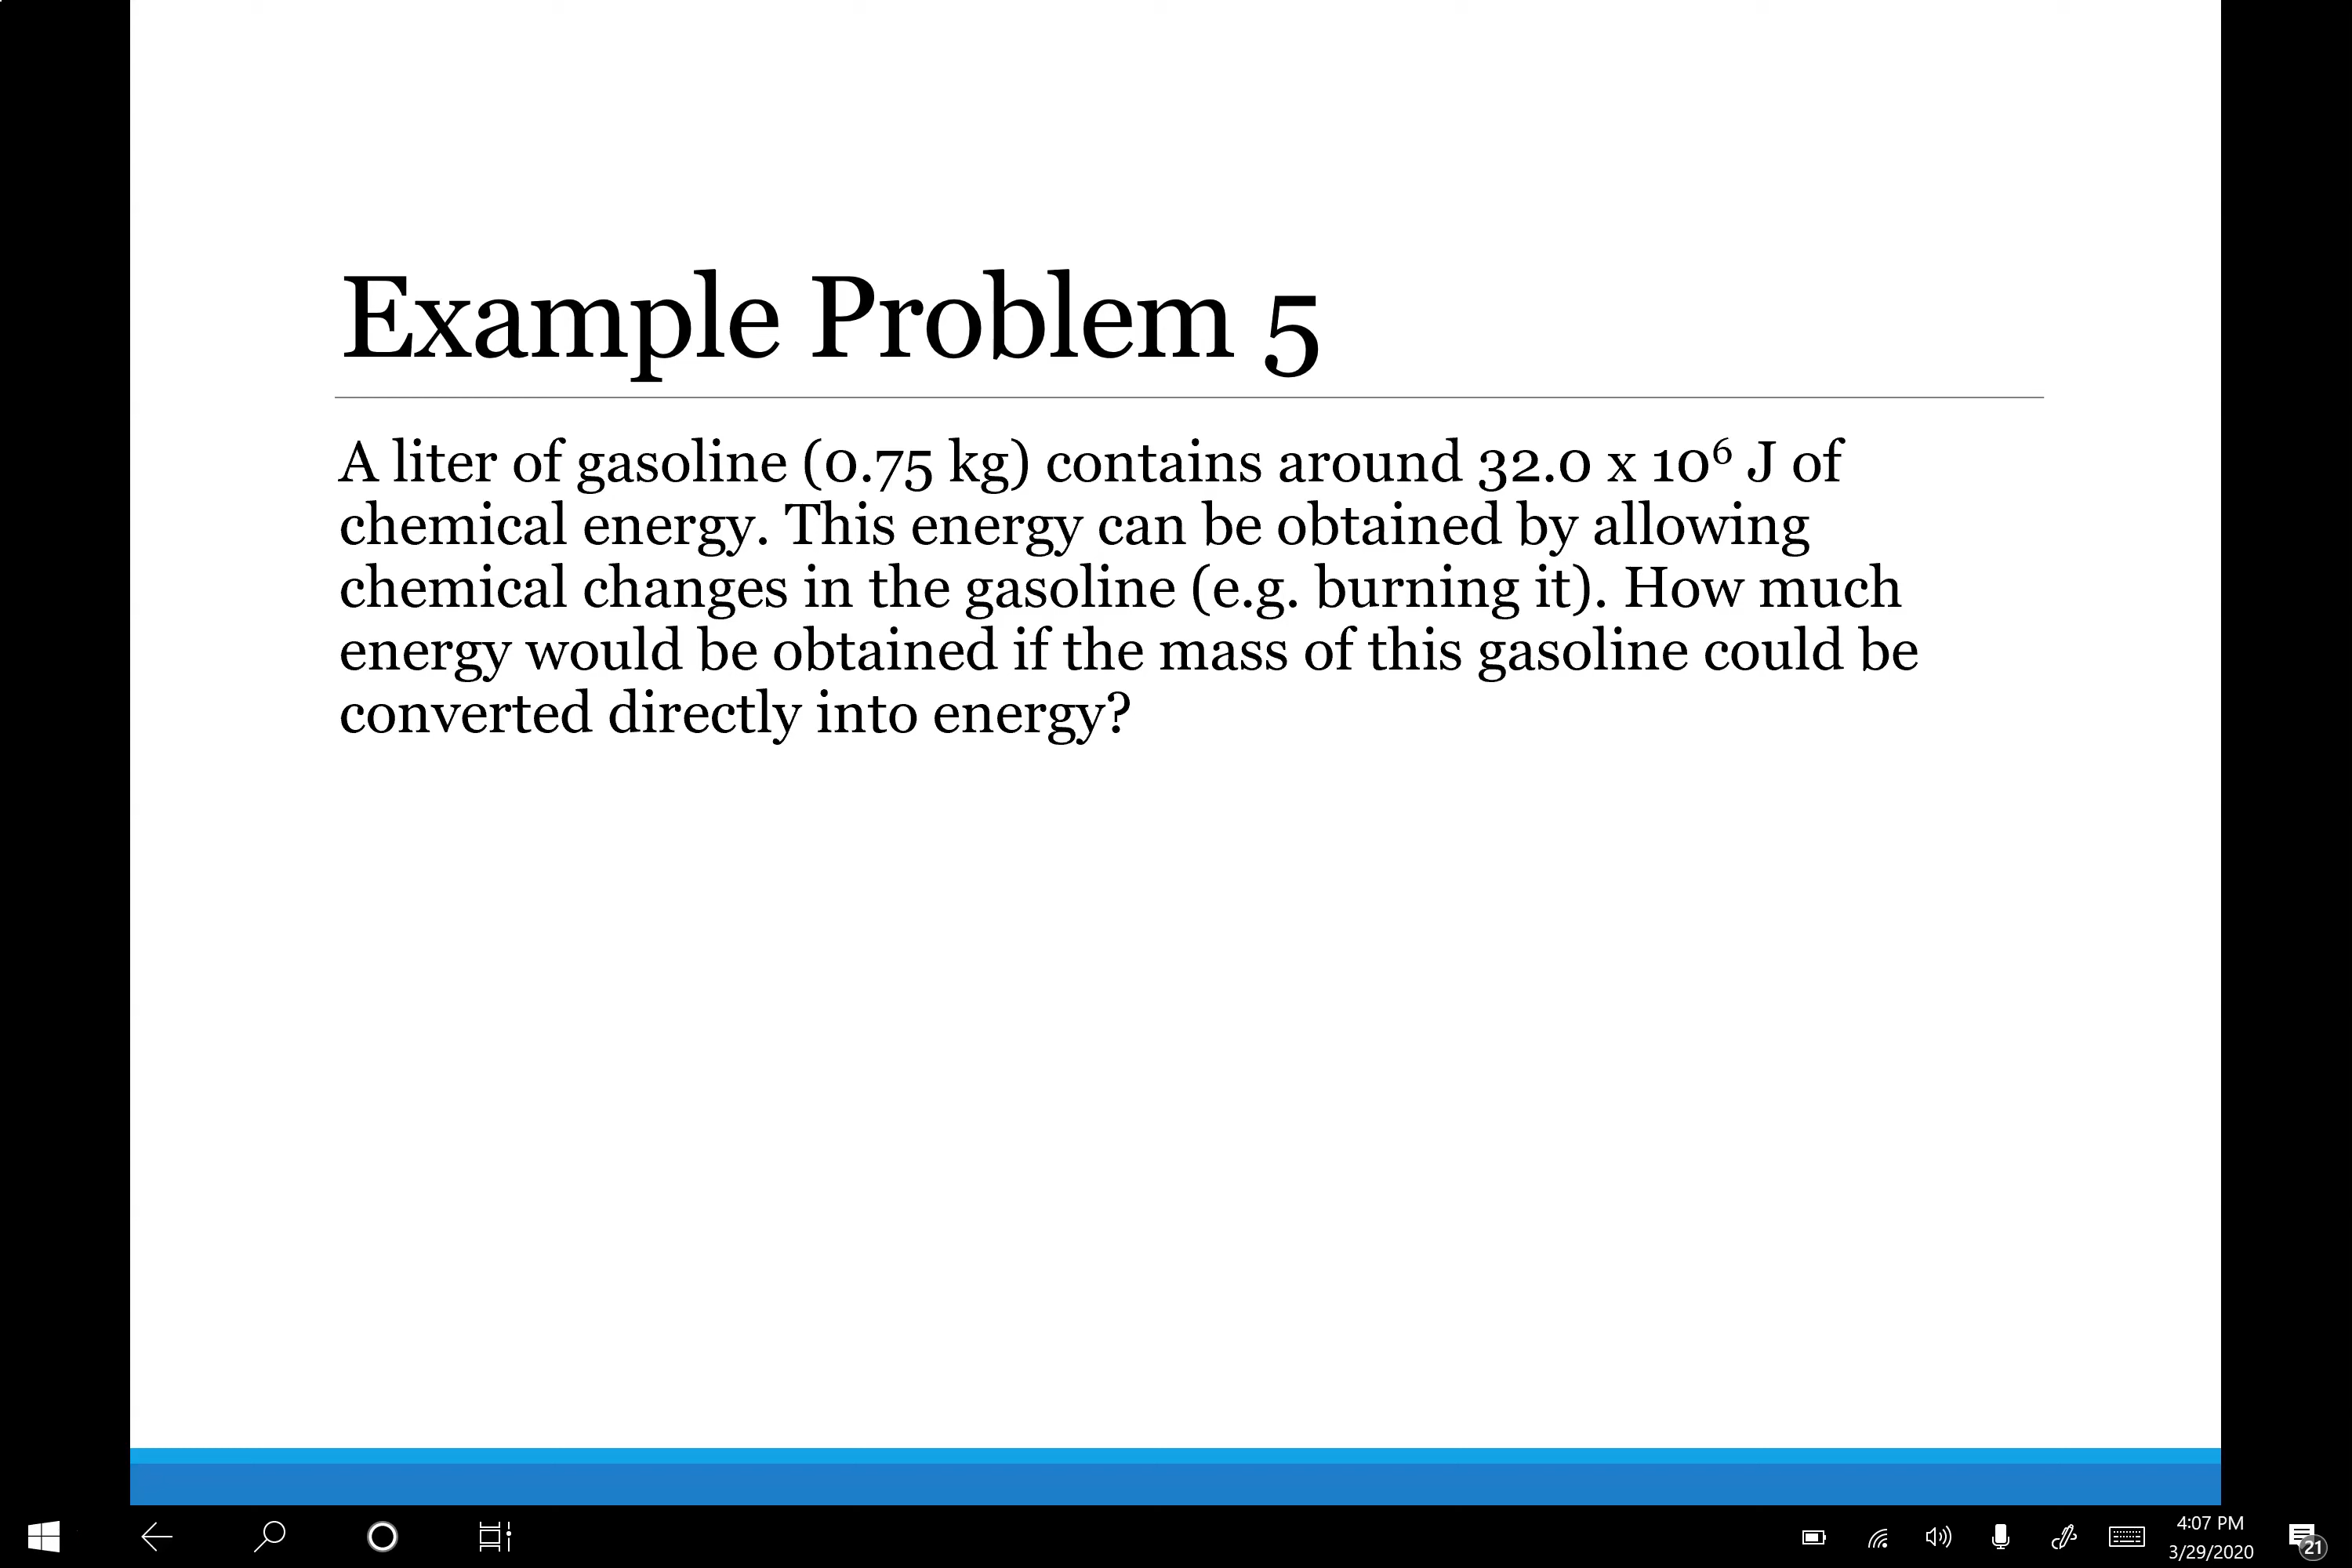 Example Problem 5
A liter of gasoline (0.75 kg) contains around 32.0 x 10⁶ J of
chemical energy. This energy can be obtained by allowing
chemical changes in the gasoline (e.g. burning it). How much
energy would be obtained if the mass of this gasoline could be
converted directly into energy?
4:07 PM
3/29/2020
21